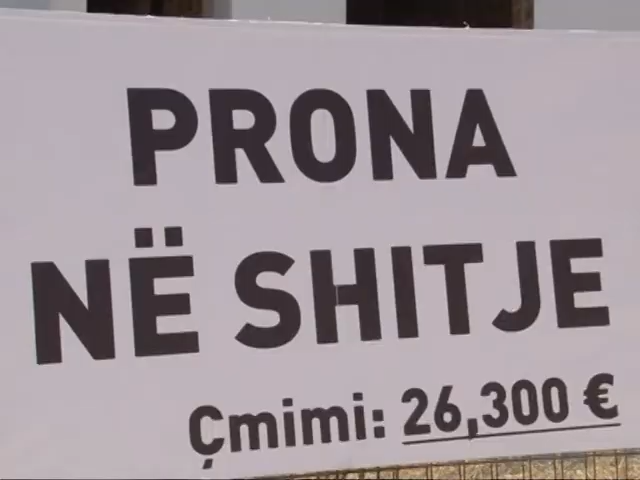 PRONA
NË SHITJE
Çmimi: 26,300 €